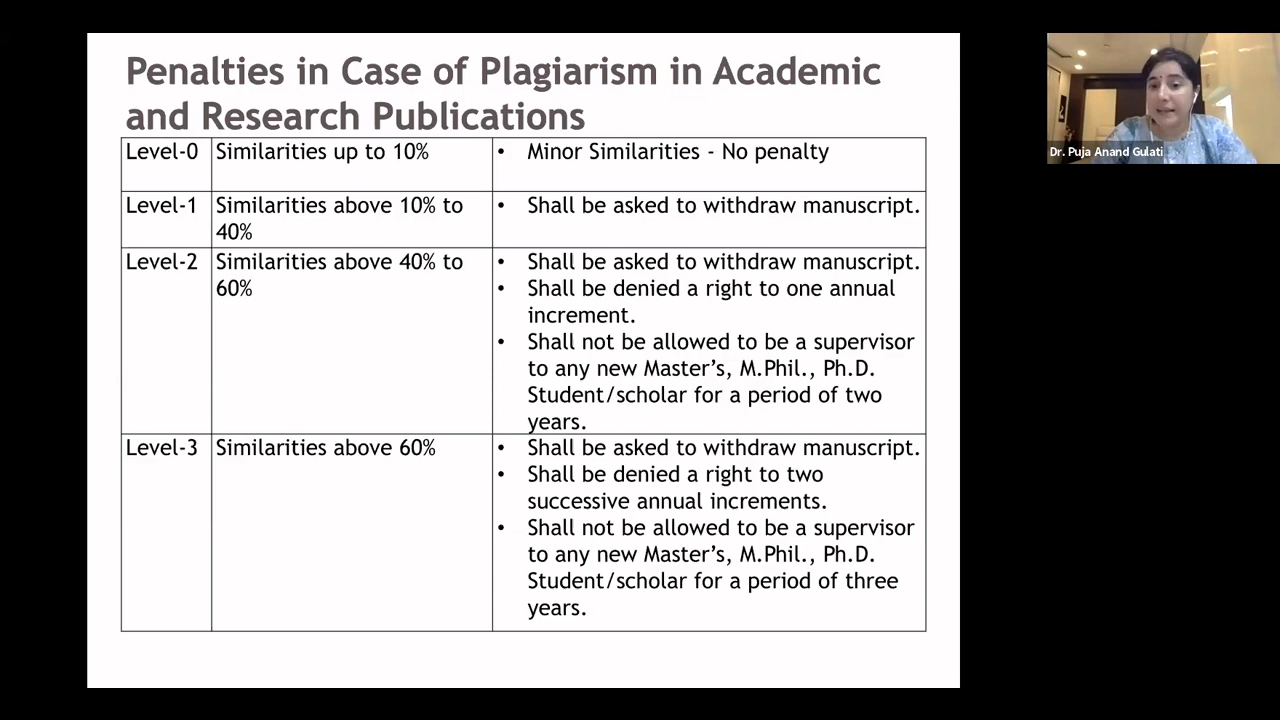 Penalties in Case of Plagiarism in Academic
and Research Publications
Level-0
Similarities up to 10%
• Minor Similarities - No penalty
Level-1
Similarities above 10% to
40%
• Shall be asked to withdraw manuscript.
Level-2
Similarities above 40% to
60%
• Shall be asked to withdraw manuscript.
• Shall be denied a right to one annual
increment.
• Shall not be allowed to be a supervisor
to any new Master’s, M.Phil., Ph.D.
Student/scholar for a period of two
years.
Level-3
Similarities above 60%
• Shall be asked to withdraw manuscript.
• Shall be denied a right to two
successive annual increments.
• Shall not be allowed to be a supervisor
to any new Master’s, M.Phil., Ph.D.
Student/scholar for a period of three
years.
Dr. Puja Anand Gulati